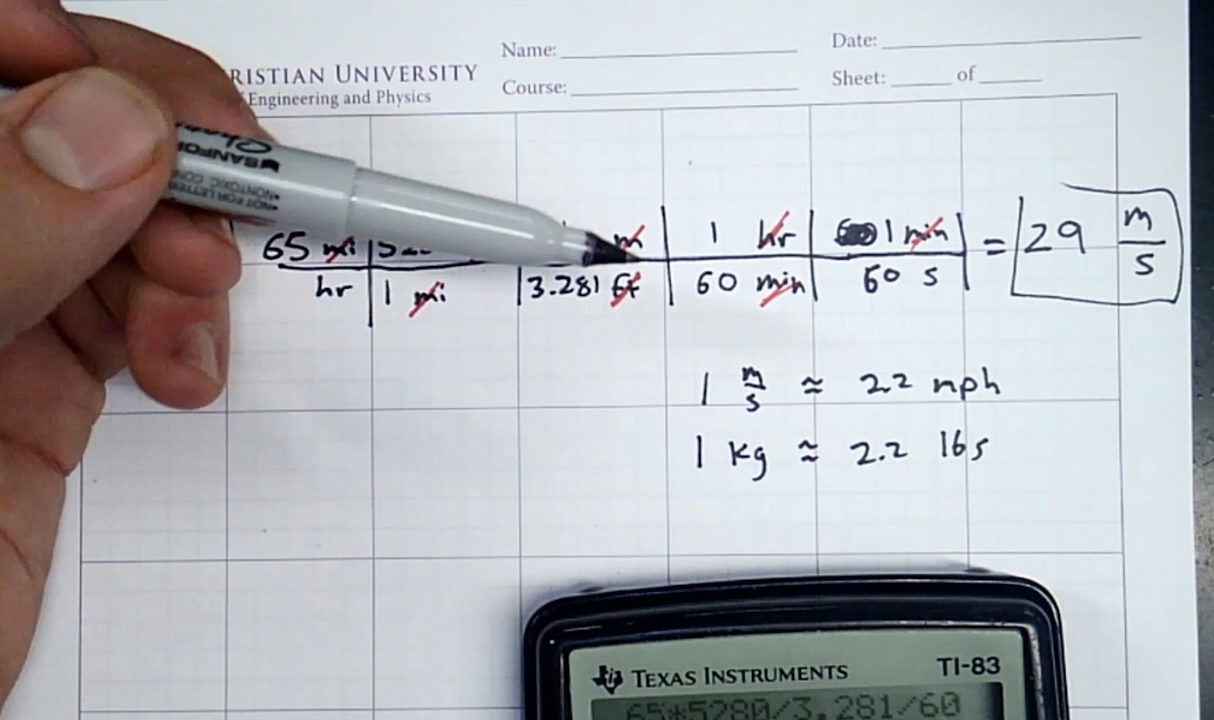 Name: Date:
RISTIAN UNIVERSITY
Course: Sheet: of
Engineering and Physics
SANFORD
NONTOXIC
65 mi 1 hr 1 min = 29 m
hr 1 mi 3.281 ft 60 min 60 s s
1 m/s ≈ 2.2 mph
1 kg ≈ 2.2 lbs
TEXAS INSTRUMENTS TI-83
65*5280/3.281/60